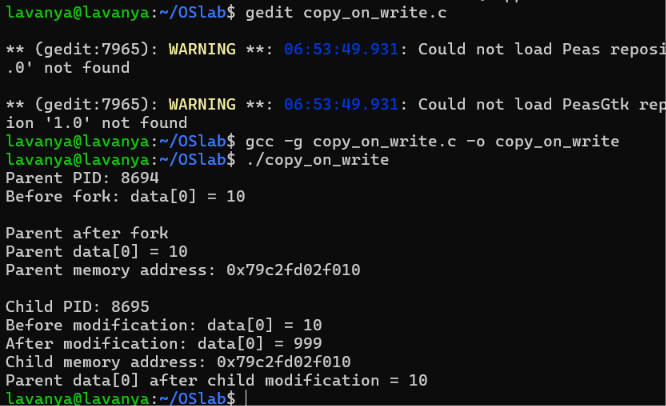 lavanya@lavanya:~/OSlab$ gedit copy_on_write.c
** (gedit:7965): WARNING **: 06:53:49.931: Could not load Peas reposi
.0' not found
** (gedit:7965): WARNING **: 06:53:49.931: Could not load PeasGtk rep
ion '1.0' not found
lavanya@lavanya:~/OSlab$ gcc -g copy_on_write.c -o copy_on_write
lavanya@lavanya:~/OSlab$ ./copy_on_write
Parent PID: 8694
Before fork: data[0] = 10
Parent after fork
Parent data[0] = 10
Parent memory address: 0x79c2fd02f010
Child PID: 8695
Before modification: data[0] = 10
After modification: data[0] = 999
Child memory address: 0x79c2fd02f010
Parent data[0] after child modification = 10
lavanya@lavanya:~/OSlab$